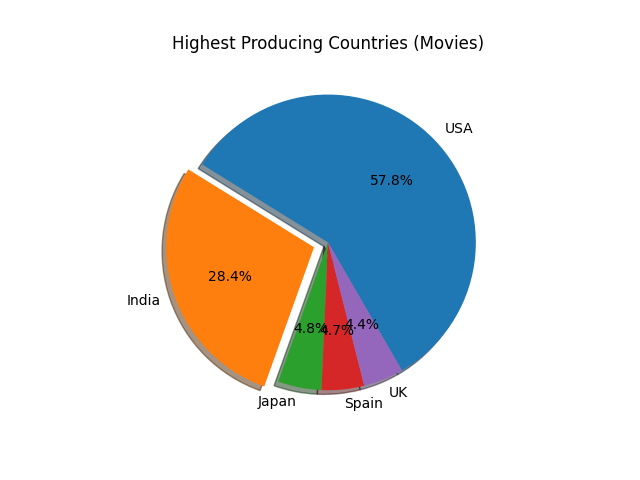 Highest Producing Countries (Movies)
USA
57.8%
28.4%
India
4.8%
4.7%
4.4%
Japan
Spain
UK